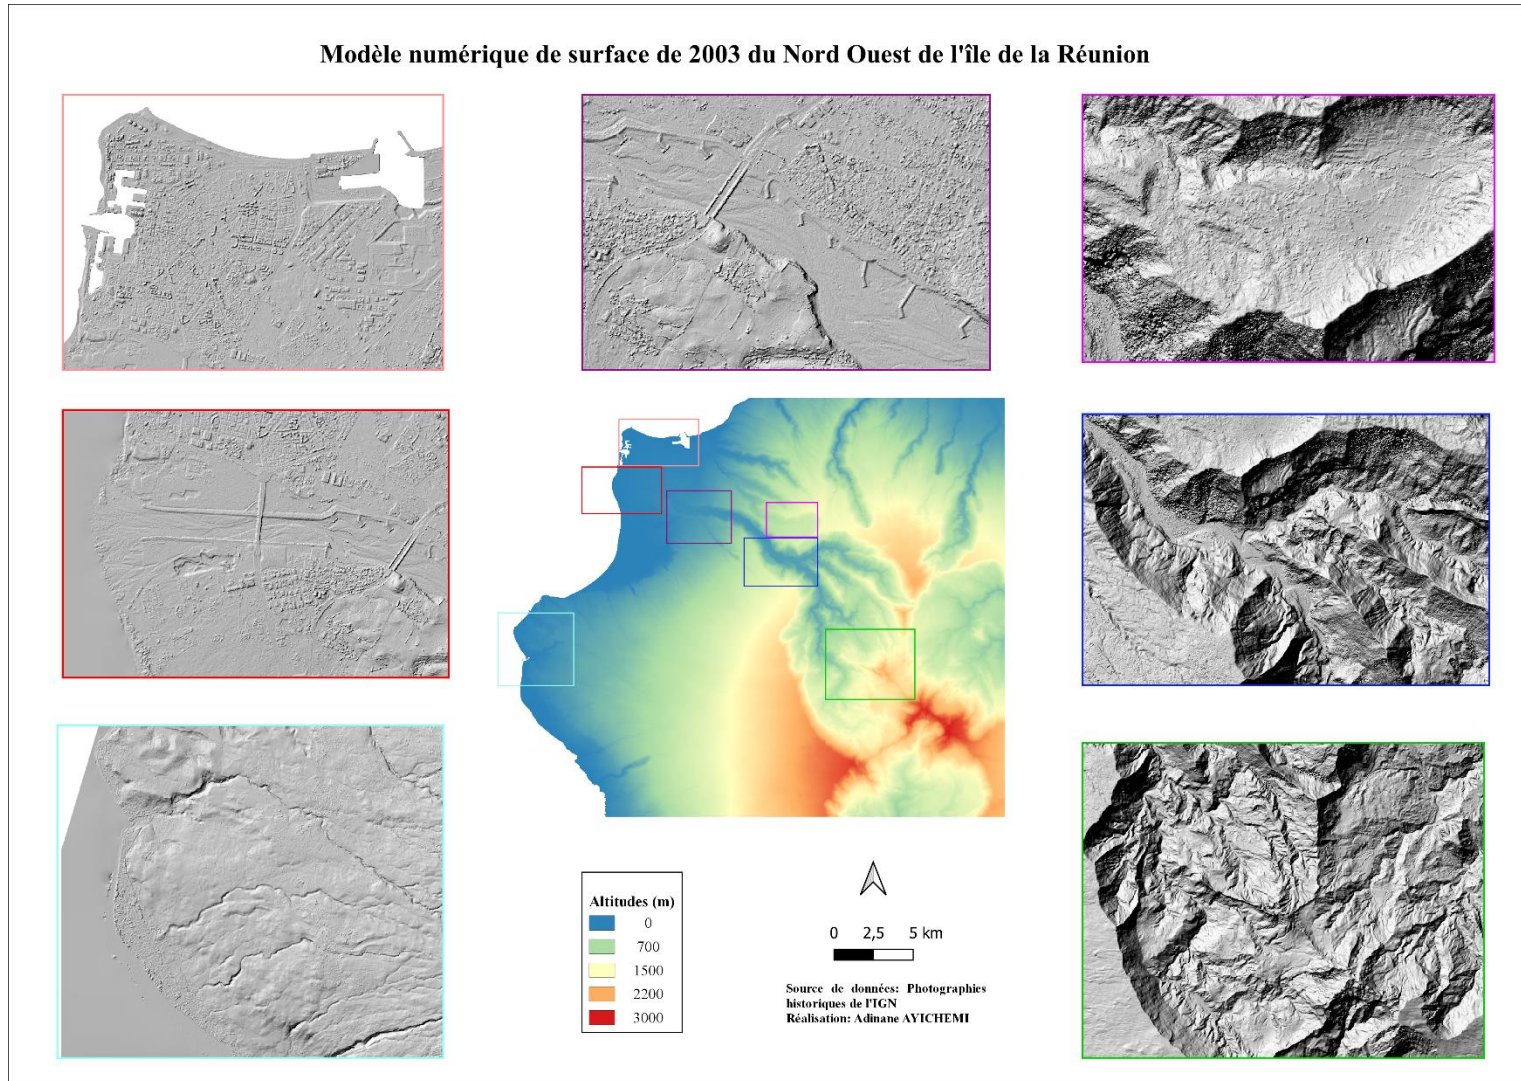 Modèle numérique de surface de 2003 du Nord Ouest de l'île de la Réunion
Altitudes (m)
0
700
1500
2200
3000
0 2,5 5 km
Source de données: Photographies
historiques de l'IGN
Réalisation: Adinane AYICHEMI